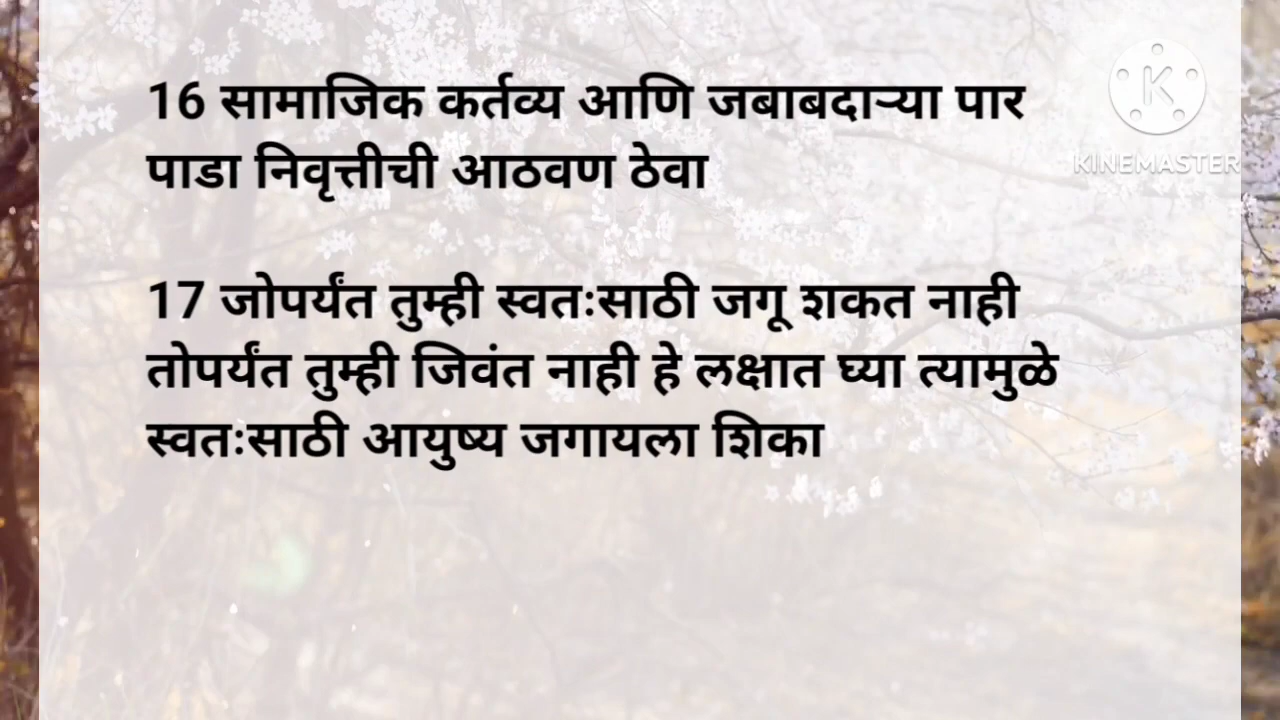 16 सामाजिक कर्तव्य आणि जबाबदाऱ्या पार
पाडा निवृत्तीची आठवण ठेवा
17 जोपर्यंत तुम्ही स्वतःसाठी जगू शकत नाही
तोपर्यंत तुम्ही जिवंत नाही हे लक्षात घ्या त्यामुळे
स्वतःसाठी आयुष्य जगायला शिका
K
KINEMASTER